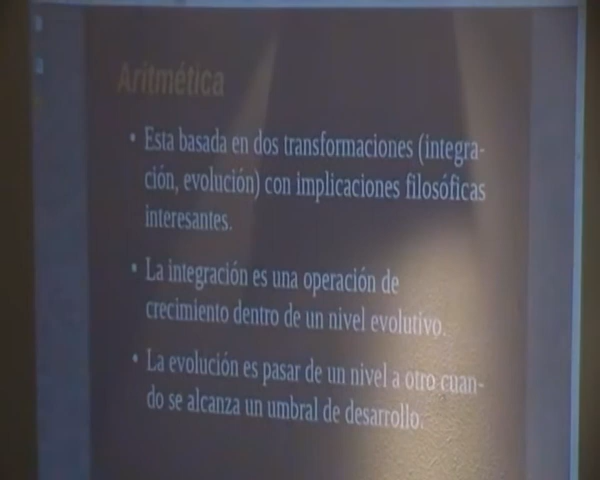 Aritmética
• Esta basada en dos transformaciones (integra-
ción, evolución) con implicaciones filosóficas
interesantes.
• La integración es una operación de
crecimiento dentro de un nivel evolutivo.
• La evolución es pasar de un nivel a otro cuan-
do se alcanza un umbral de desarrollo.